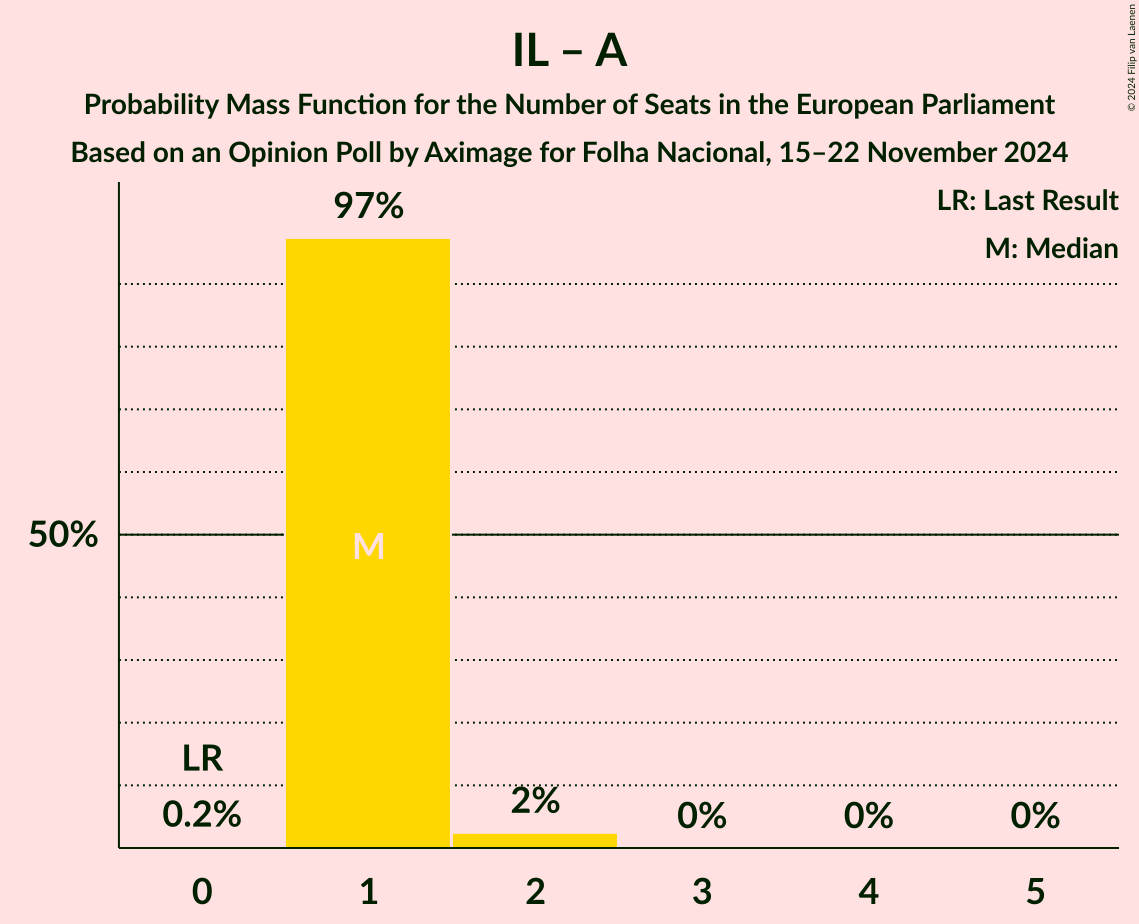 IL – A
Probability Mass Function for the Number of Seats in the European Parliament
Based on an Opinion Poll by Aximage for Folha Nacional, 15–22 November 2024
© 2024 Filip van Laenen
LR: Last Result
M: Median
97%
50%
M
LR
0.2%
2%
0%
0%
0%
0
1
2
3
4
5